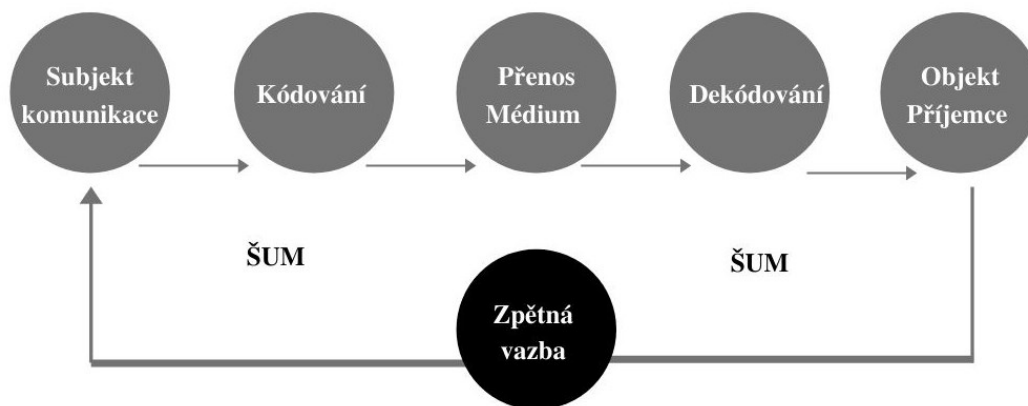 Subjekt
komunikace
Kódování
Přenos
Médium
Dekódování
Objekt
Příjemce
ŠUM
ŠUM
Zpětná
vazba